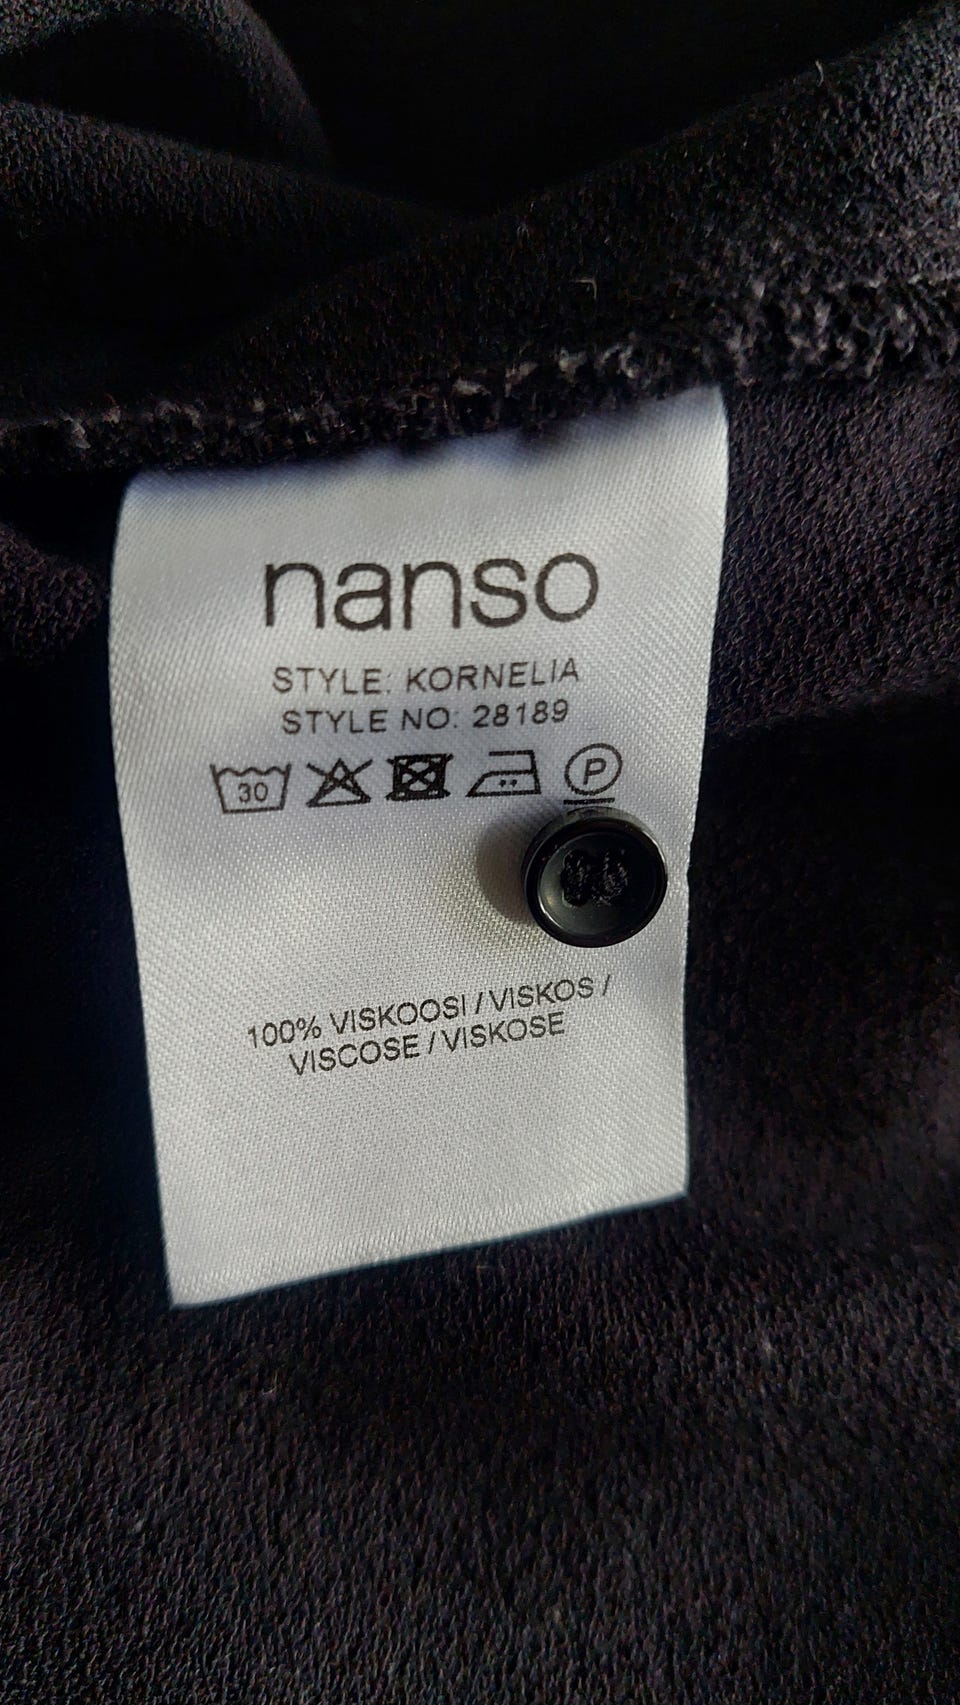 nanso
STYLE: KORNELIA
STYLE NO: 28189
30 P
100% VISKOOSI / VISKOS /
VISCOSE / VISKOSE